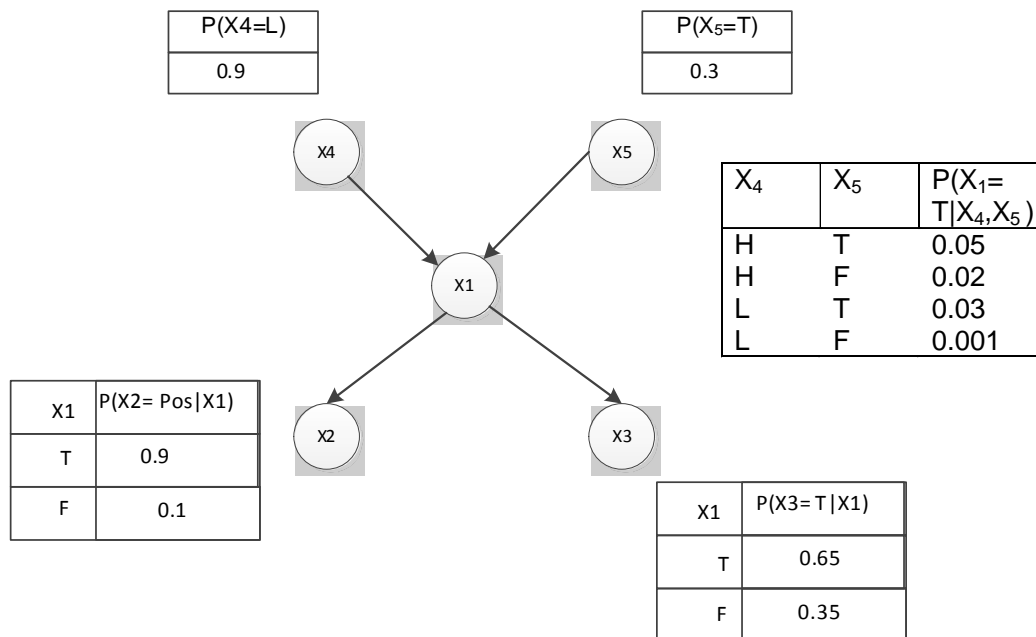 P(X4=L)
0.9
P(X₅=T)
0.3
X4
X5
X₄ X₅ P(X₁=
T|X₄,X₅)
H T 0.05
H F 0.02
L T 0.03
L F 0.001
X1
X1 P(X2= Pos|X1)
T 0.9
F 0.1
X2
X3
X1 P(X3= T|X1)
T 0.65
F 0.35